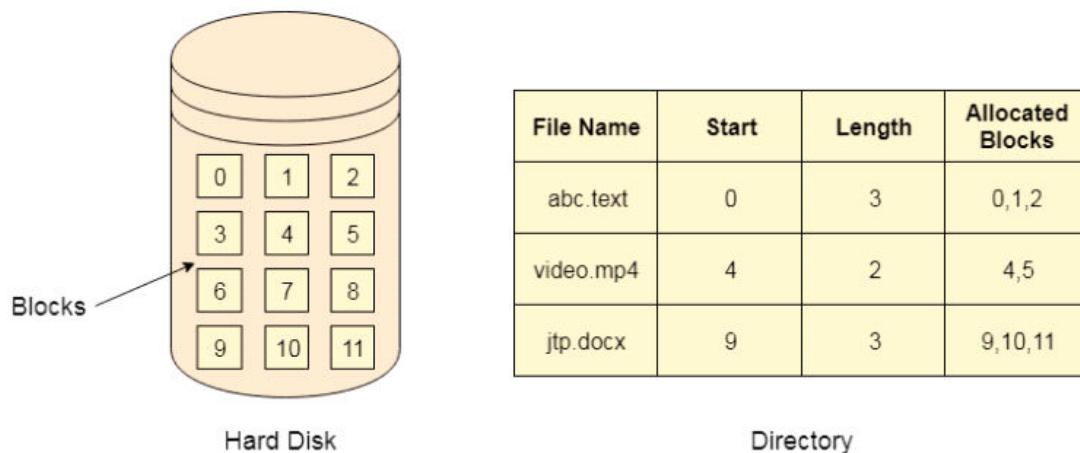 0 1 2
3 4 5
6 7 8
9 10 11
Blocks
Hard Disk
File Name Start Length Allocated Blocks
abc.text 0 3 0,1,2
video.mp4 4 2 4,5
jtp.docx 9 3 9,10,11
Directory